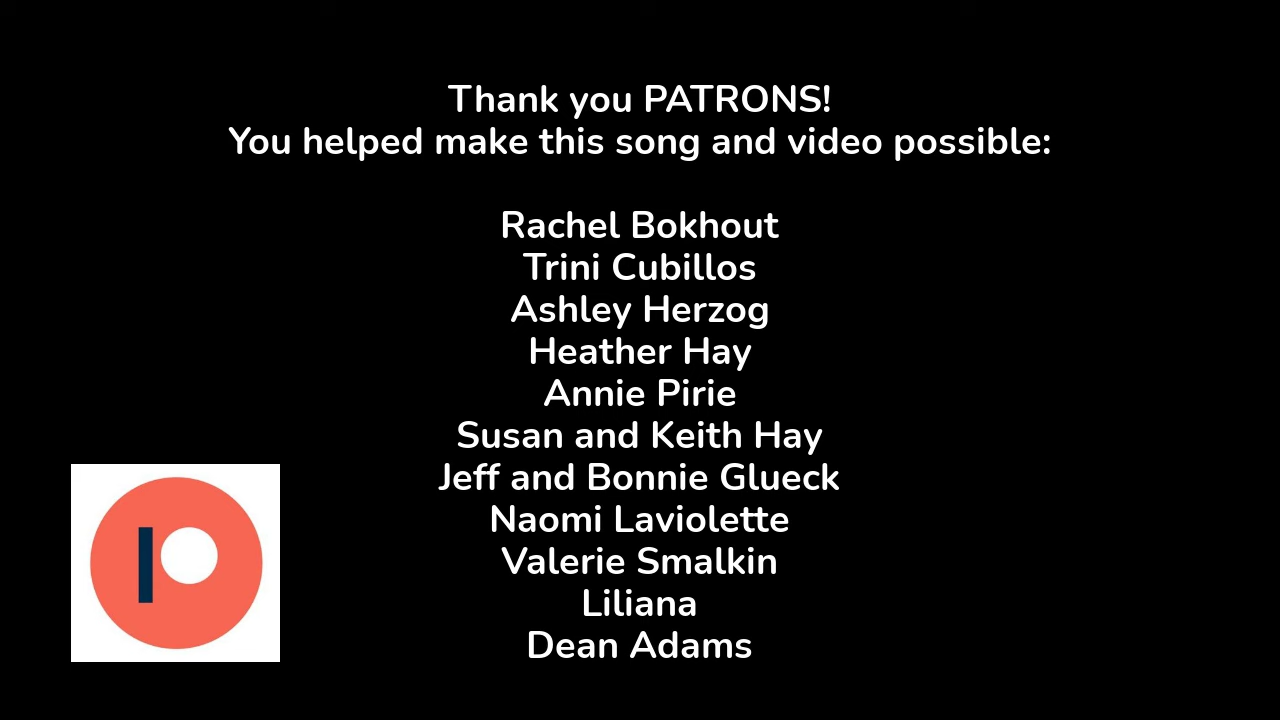 Thank you PATRONS!
You helped make this song and video possible:
Rachel Bokhout
Trini Cubillos
Ashley Herzog
Heather Hay
Annie Pirie
Susan and Keith Hay
Jeff and Bonnie Glueck
Naomi Laviolette
Valerie Smalkin
Liliana
Dean Adams